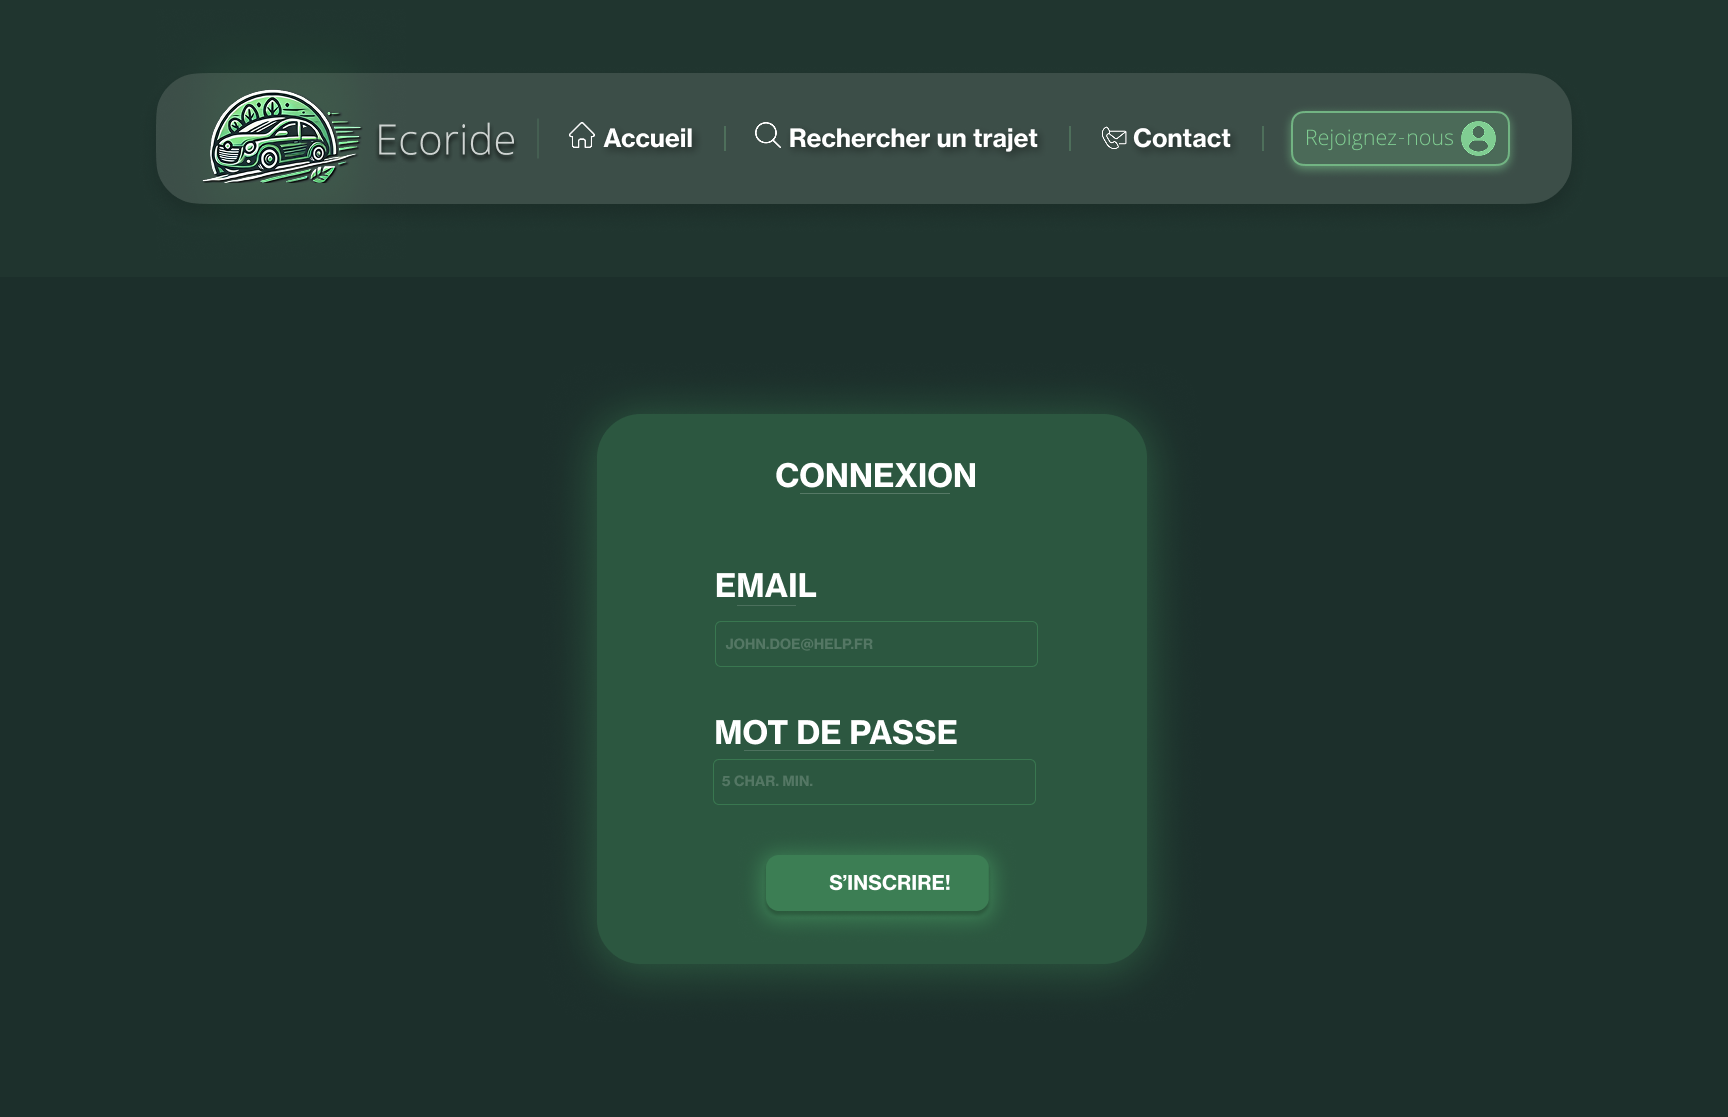 Ecoride
Accueil
Rechercher un trajet
Contact
Rejoignez-nous
CONNEXION
EMAIL
JOHN.DOE@HELP.FR
MOT DE PASSE
5 CHAR. MIN.
S’INSCRIRE!